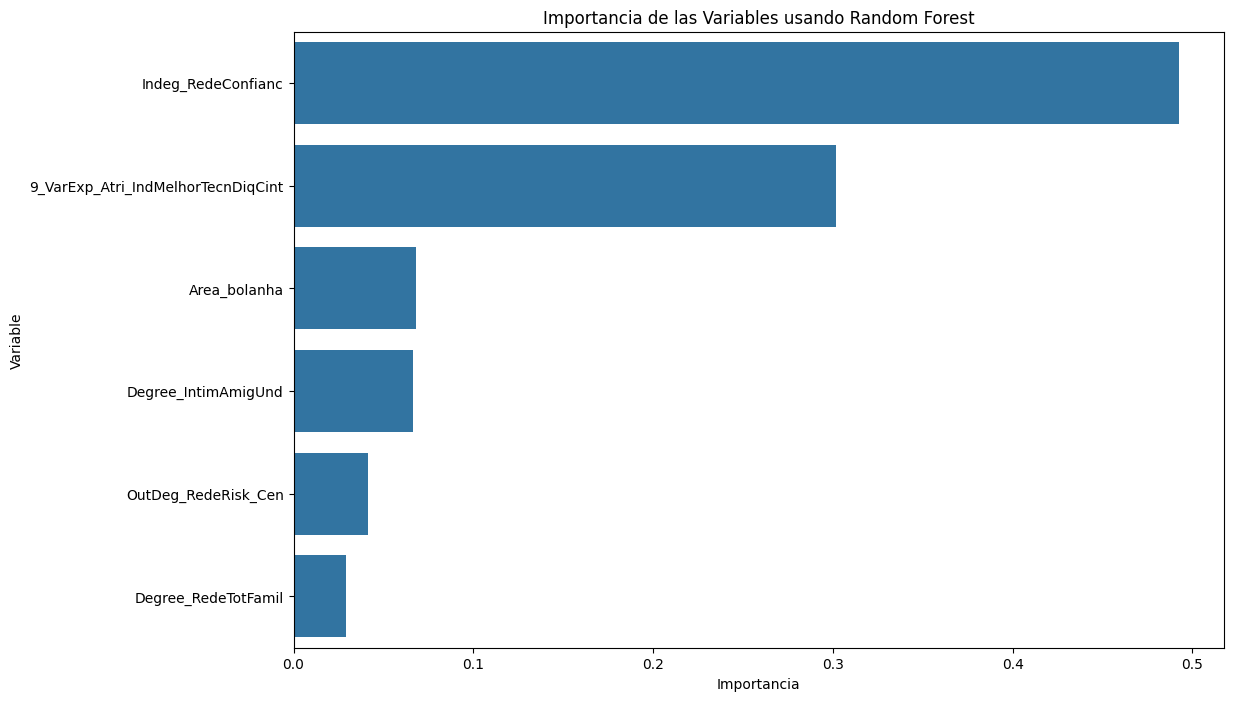 Importancia de las Variables usando Random Forest
Variable
Indeg_RedeConfianc
9_VarExp_Atri_IndMelhorTecnDiqCint
Area_bolanha
Degree_IntimAmigUnd
OutDeg_RedeRisk_Cen
Degree_RedeTotFamil
0.0 0.1 0.2 0.3 0.4 0.5
Importancia